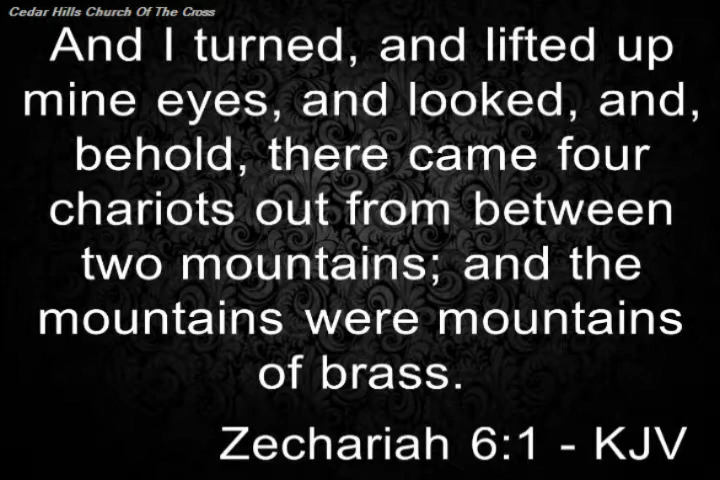 Cedar Hills Church Of The Cross
And I turned, and lifted up
mine eyes, and looked, and,
behold, there came four
chariots out from between
two mountains; and the
mountains were mountains
of brass.
Zechariah 6:1 - KJV